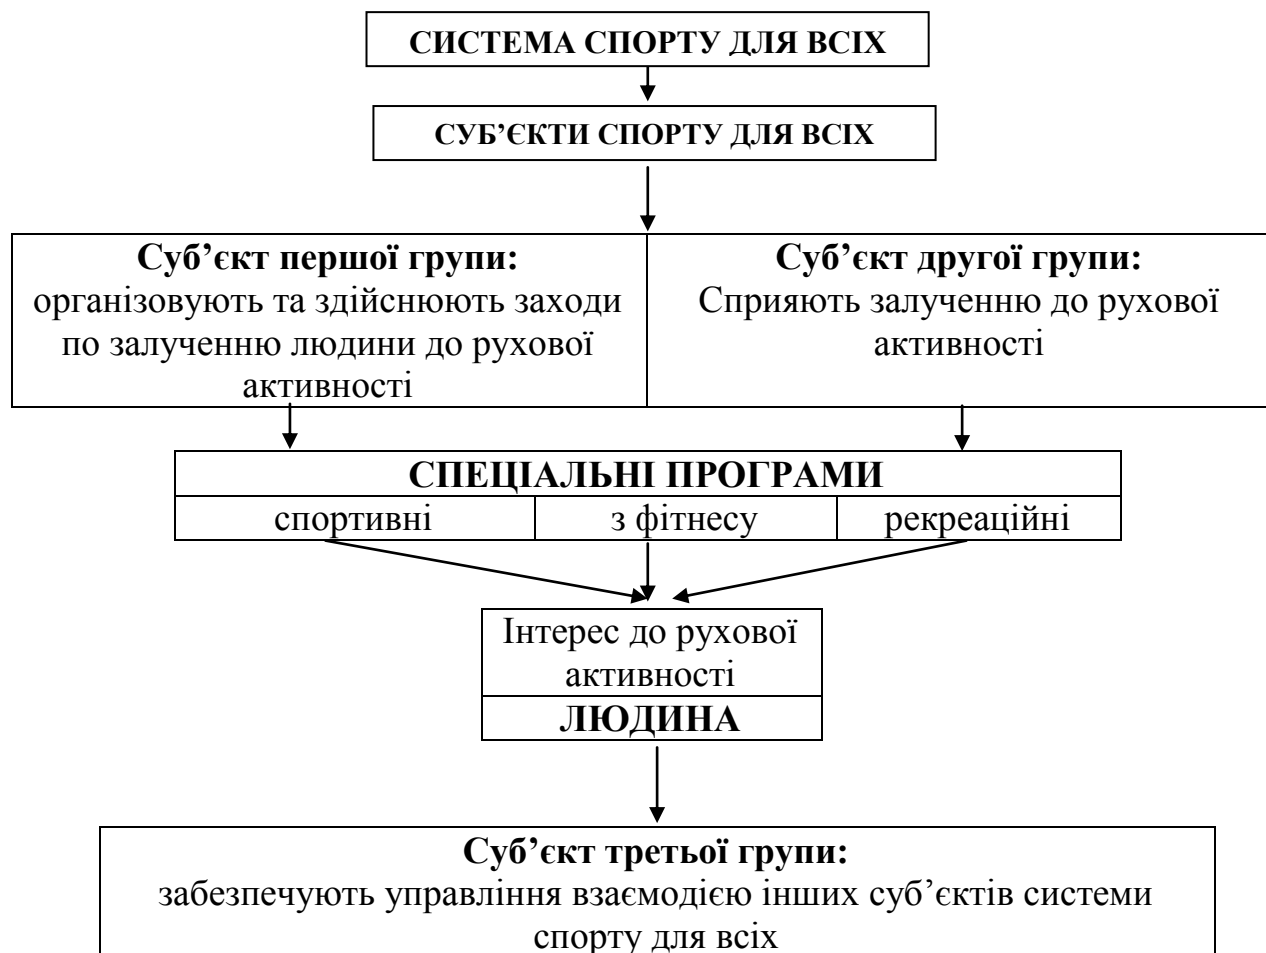 СИСТЕМА СПОРТУ ДЛЯ ВСІХ
СУБ’ЄКТИ СПОРТУ ДЛЯ ВСІХ
Суб’єкт першої групи:
організовують та здійснюють заходи
по залученню людини до рухової
активності
Суб’єкт другої групи:
Сприяють залученню до рухової
активності
СПЕЦІАЛЬНІ ПРОГРАМИ
спортивні
з фітнесу
рекреаційні
Інтерес до рухової
активності
ЛЮДИНА
Суб’єкт третьої групи:
забезпечують управління взаємодією інших суб’єктів системи
спорту для всіх